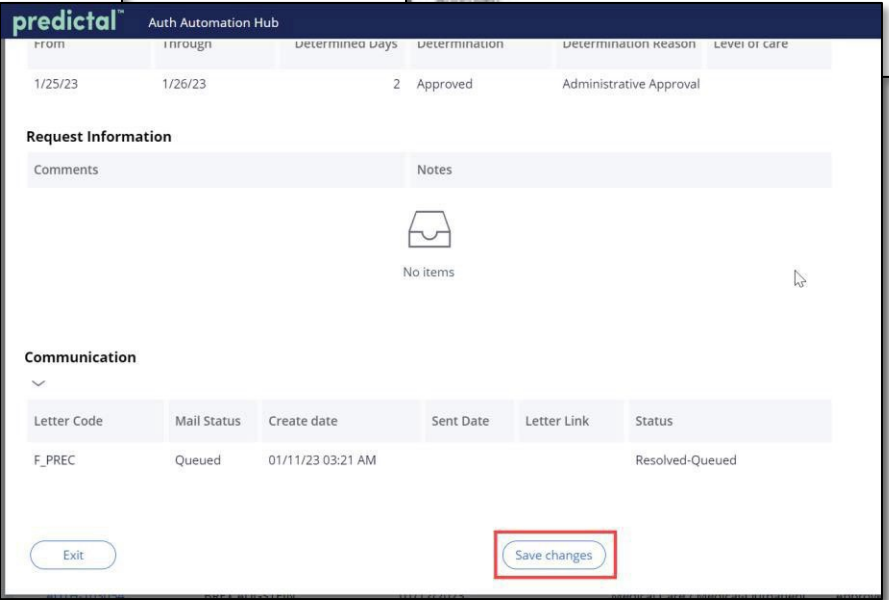 predictal™ Auth Automation Hub
From Through Determined Days Determination Determination Reason Level of care
1/25/23 1/26/23 2 Approved Administrative Approval
Request Information
Comments Notes
No items
Communication
Letter Code Mail Status Create date Sent Date Letter Link Status
F_PREC Queued 01/11/23 03:21 AM Resolved-Queued
Exit Save changes